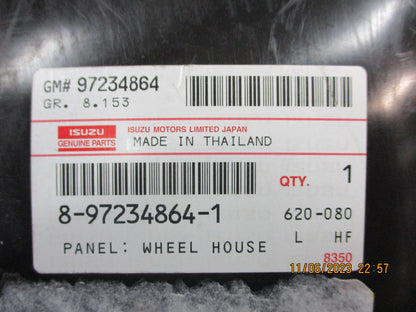 GM# 97234864
GR. 8.153
ISUZU
GENUINE PARTS
ISUZU MOTORS LIMITED JAPAN
MADE IN THAILAND
8-97234864-1
QTY. 1
620-080
PANEL: WHEEL HOUSE
L HF
8350
11/06/2023 22:57